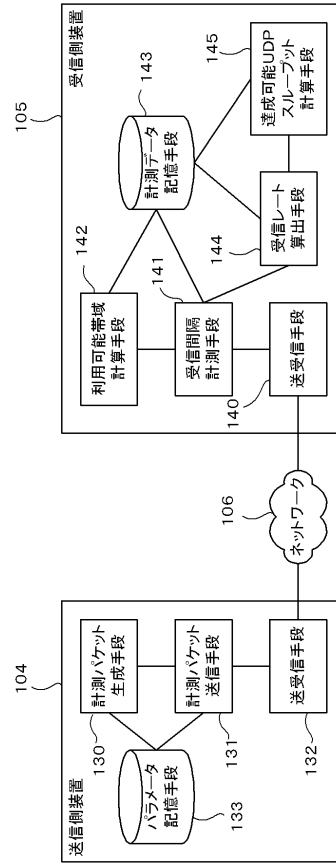 104
送信側装置
130
計測パケット
生成手段
131
計測パケット
送信手段
132
送受信手段
133
パラメータ
記憶手段
106
ネットワーク
105
受信側装置
142
利用可能帯域
計算手段
141
受信間隔
計測手段
140
送受信手段
143
計測データ
記憶手段
144
受信レート
算出手段
145
達成可能UDP
スループット
計算手段